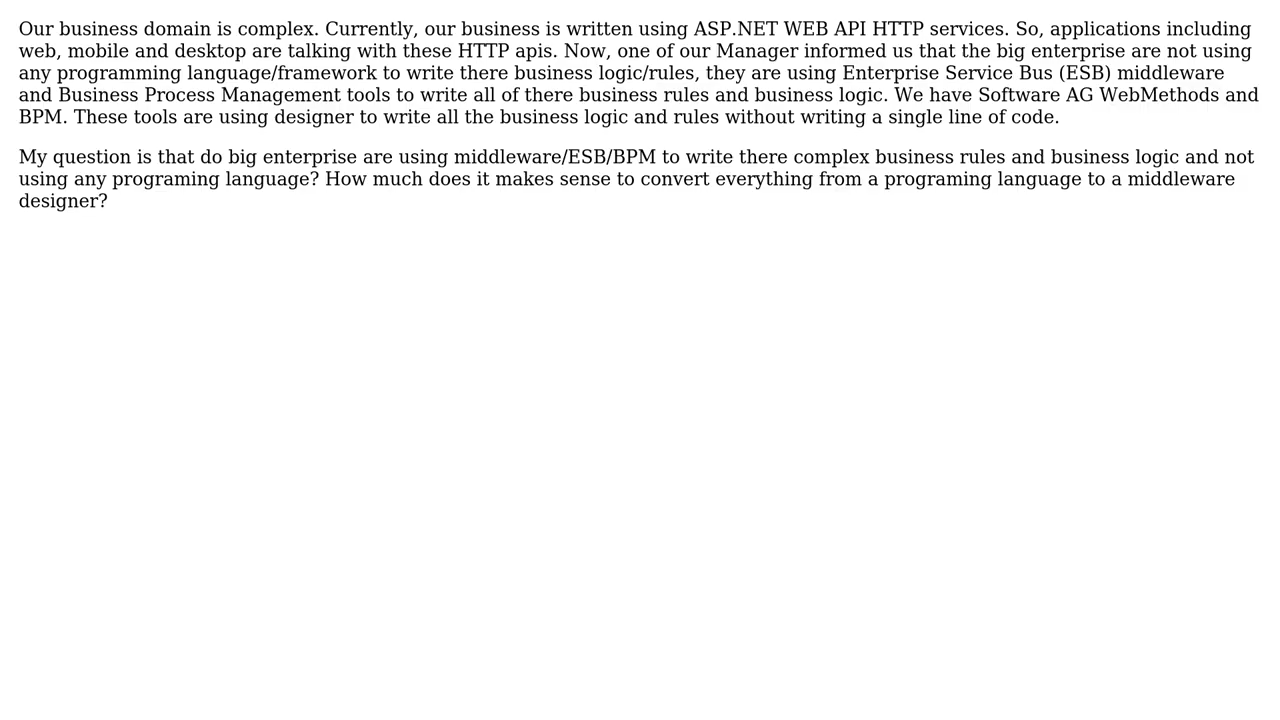 Our business domain is complex. Currently, our business is written using ASP.NET WEB API HTTP services. So, applications including
web, mobile and desktop are talking with these HTTP apis. Now, one of our Manager informed us that the big enterprise are not using
any programming language/framework to write there business logic/rules, they are using Enterprise Service Bus (ESB) middleware
and Business Process Management tools to write all of there business rules and business logic. We have Software AG WebMethods and
BPM. These tools are using designer to write all the business logic and rules without writing a single line of code.
My question is that do big enterprise are using middleware/ESB/BPM to write there complex business rules and business logic and not
using any programing language? How much does it makes sense to convert everything from a programing language to a middleware
designer?